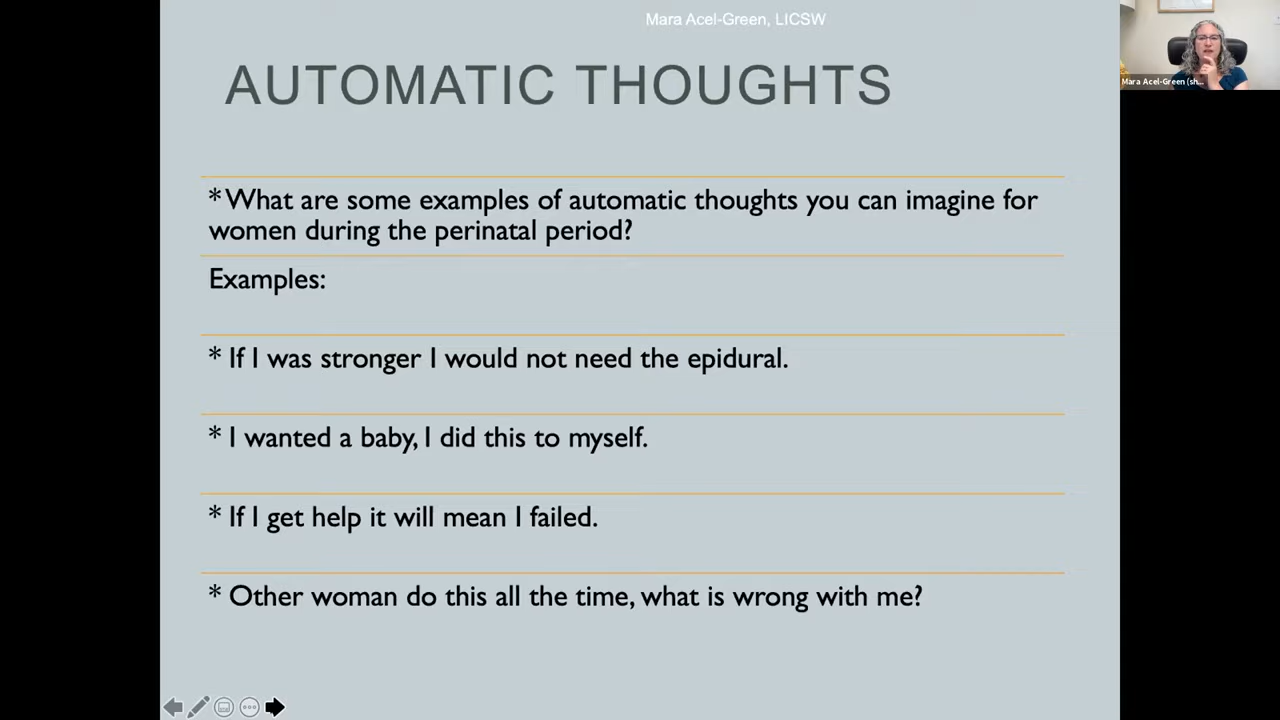 Mara Acel-Green, LICSW
AUTOMATIC THOUGHTS
Mara Acel-Green (sh...
* What are some examples of automatic thoughts you can imagine for
women during the perinatal period?
Examples:
* If I was stronger I would not need the epidural.
* I wanted a baby, I did this to myself.
* If I get help it will mean I failed.
* Other woman do this all the time, what is wrong with me?